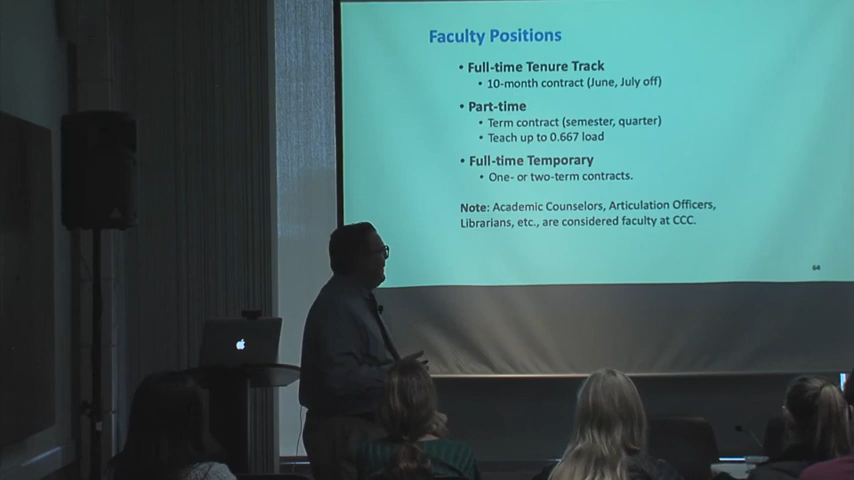 Faculty Positions
• Full-time Tenure Track
• 10-month contract (June, July off)
• Part-time
• Term contract (semester, quarter)
• Teach up to 0.667 load
• Full-time Temporary
• One- or two-term contracts.
Note: Academic Counselors, Articulation Officers,
Librarians, etc., are considered faculty at CCC.
64